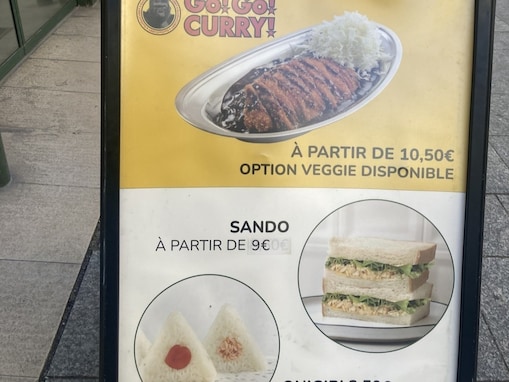 GO! GO!
CURRY!
À PARTIR DE 10,50€
OPTION VEGGIE DISPONIBLE
SANDO
À PARTIR DE 9€